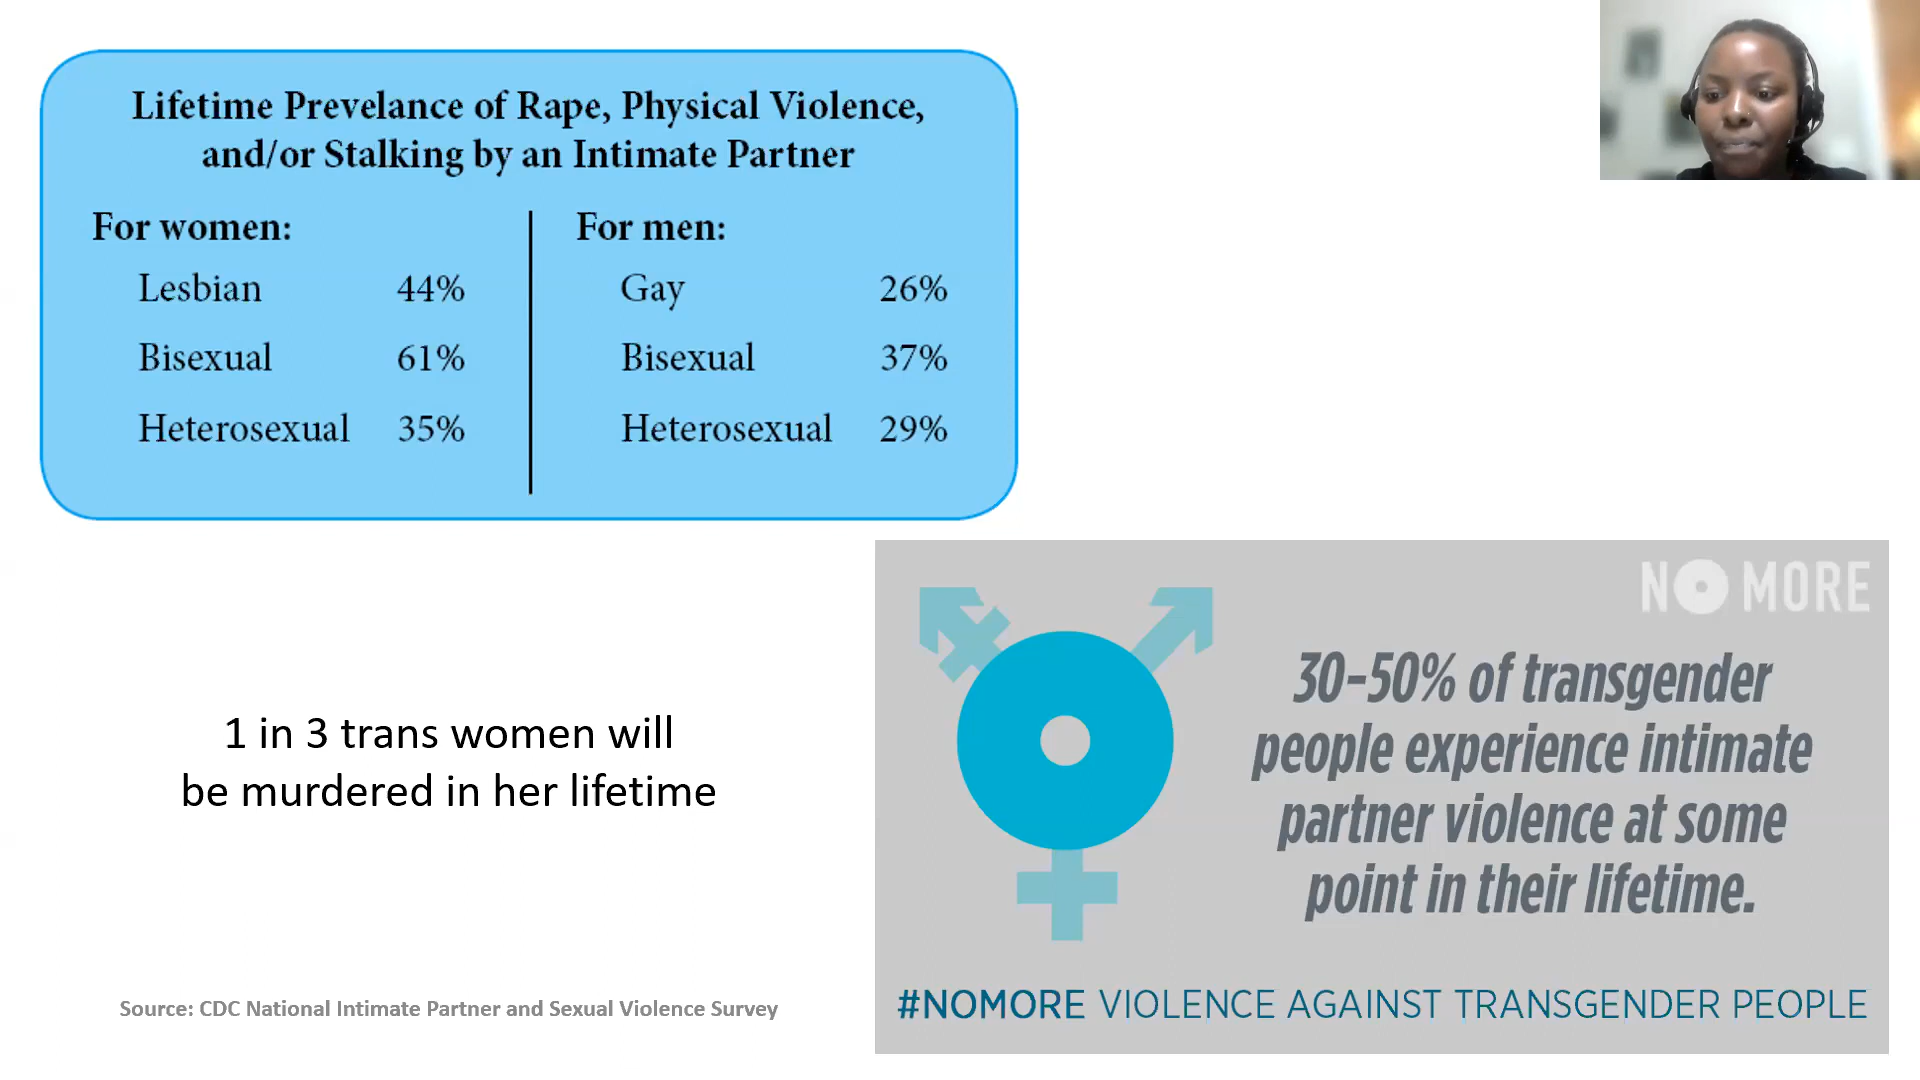 Lifetime Prevelance of Rape, Physical Violence,
and/or Stalking by an Intimate Partner
For women:
Lesbian 44%
Bisexual 61%
Heterosexual 35%
For men:
Gay 26%
Bisexual 37%
Heterosexual 29%
1 in 3 trans women will
be murdered in her lifetime
Source: CDC National Intimate Partner and Sexual Violence Survey
NO MORE
30-50% of transgender
people experience intimate
partner violence at some
point in their lifetime.
#NOMORE VIOLENCE AGAINST TRANSGENDER PEOPLE